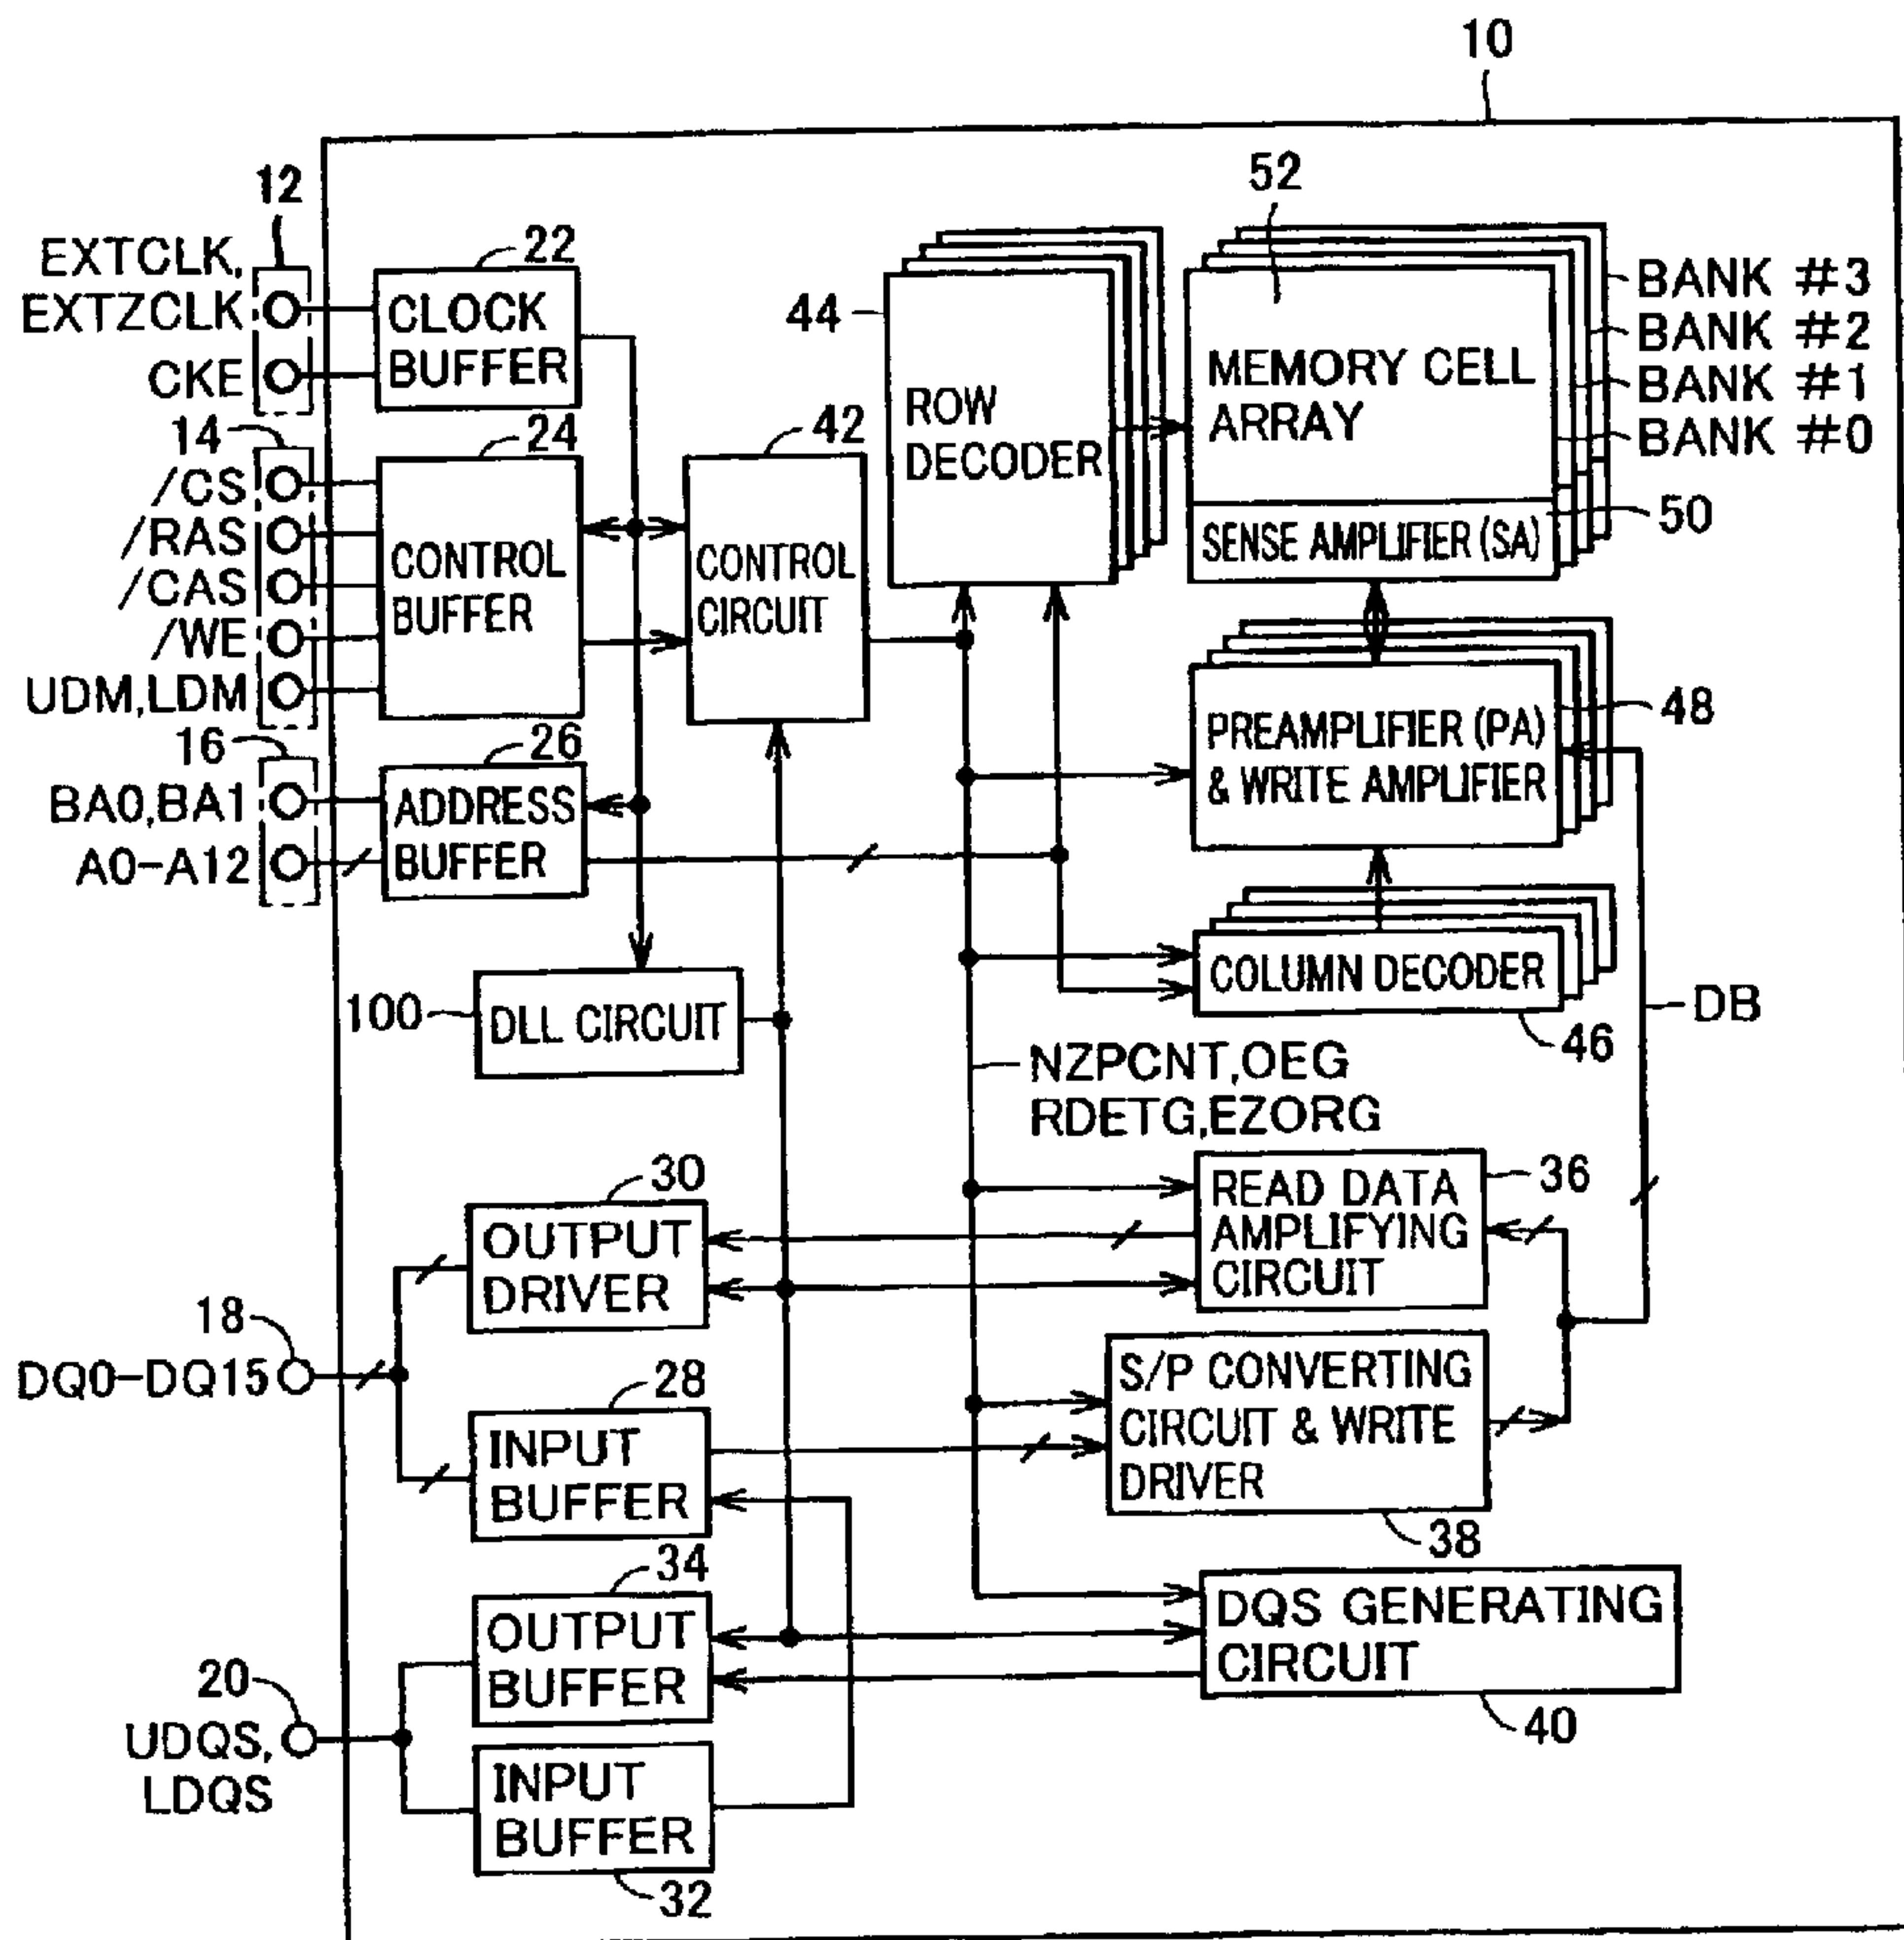 10
12
EXTCLK,
EXTZCLK
CKE
22
CLOCK
BUFFER
14
/CS
/RAS
/CAS
/WE
UDM,LDM
24
CONTROL
BUFFER
42
CONTROL
CIRCUIT
16
BA0,BA1
A0-A12
26
ADDRESS
BUFFER
44
ROW
DECODER
52
MEMORY CELL
ARRAY
BANK #3
BANK #2
BANK #1
BANK #0
SENSE AMPLIFIER (SA)
50
PREAMPLIFIER (PA)
& WRITE AMPLIFIER
48
COLUMN DECODER
46
DB
100
DLL CIRCUIT
NZPCNT,OEG
RDETG,EZORG
30
OUTPUT
DRIVER
READ DATA
AMPLIFYING
CIRCUIT
36
18
DQ0-DQ15
28
INPUT
BUFFER
S/P CONVERTING
CIRCUIT & WRITE
DRIVER
38
34
OUTPUT
BUFFER
DQS GENERATING
CIRCUIT
40
20
UDQS,
LDQS
INPUT
BUFFER
32